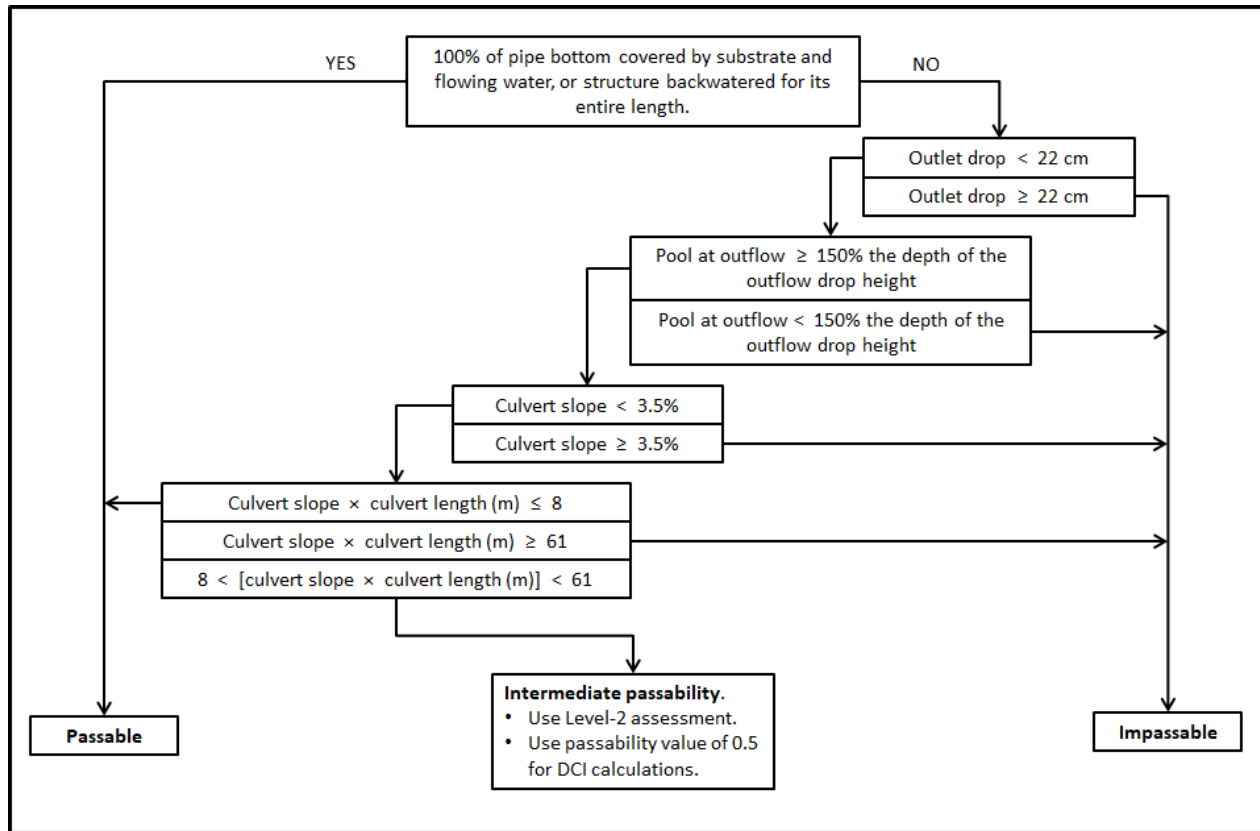 100% of pipe bottom covered by substrate and
flowing water, or structure backwatered for its
entire length.
YES
NO
Outlet drop < 22 cm
Outlet drop ≥ 22 cm
Pool at outflow ≥ 150% the depth of the
outflow drop height
Pool at outflow < 150% the depth of the
outflow drop height
Culvert slope < 3.5%
Culvert slope ≥ 3.5%
Culvert slope × culvert length (m) ≤ 8
Culvert slope × culvert length (m) ≥ 61
8 < [culvert slope × culvert length (m)] < 61
Intermediate passability.
• Use Level-2 assessment.
• Use passability value of 0.5
for DCI calculations.
Passable
Impassable